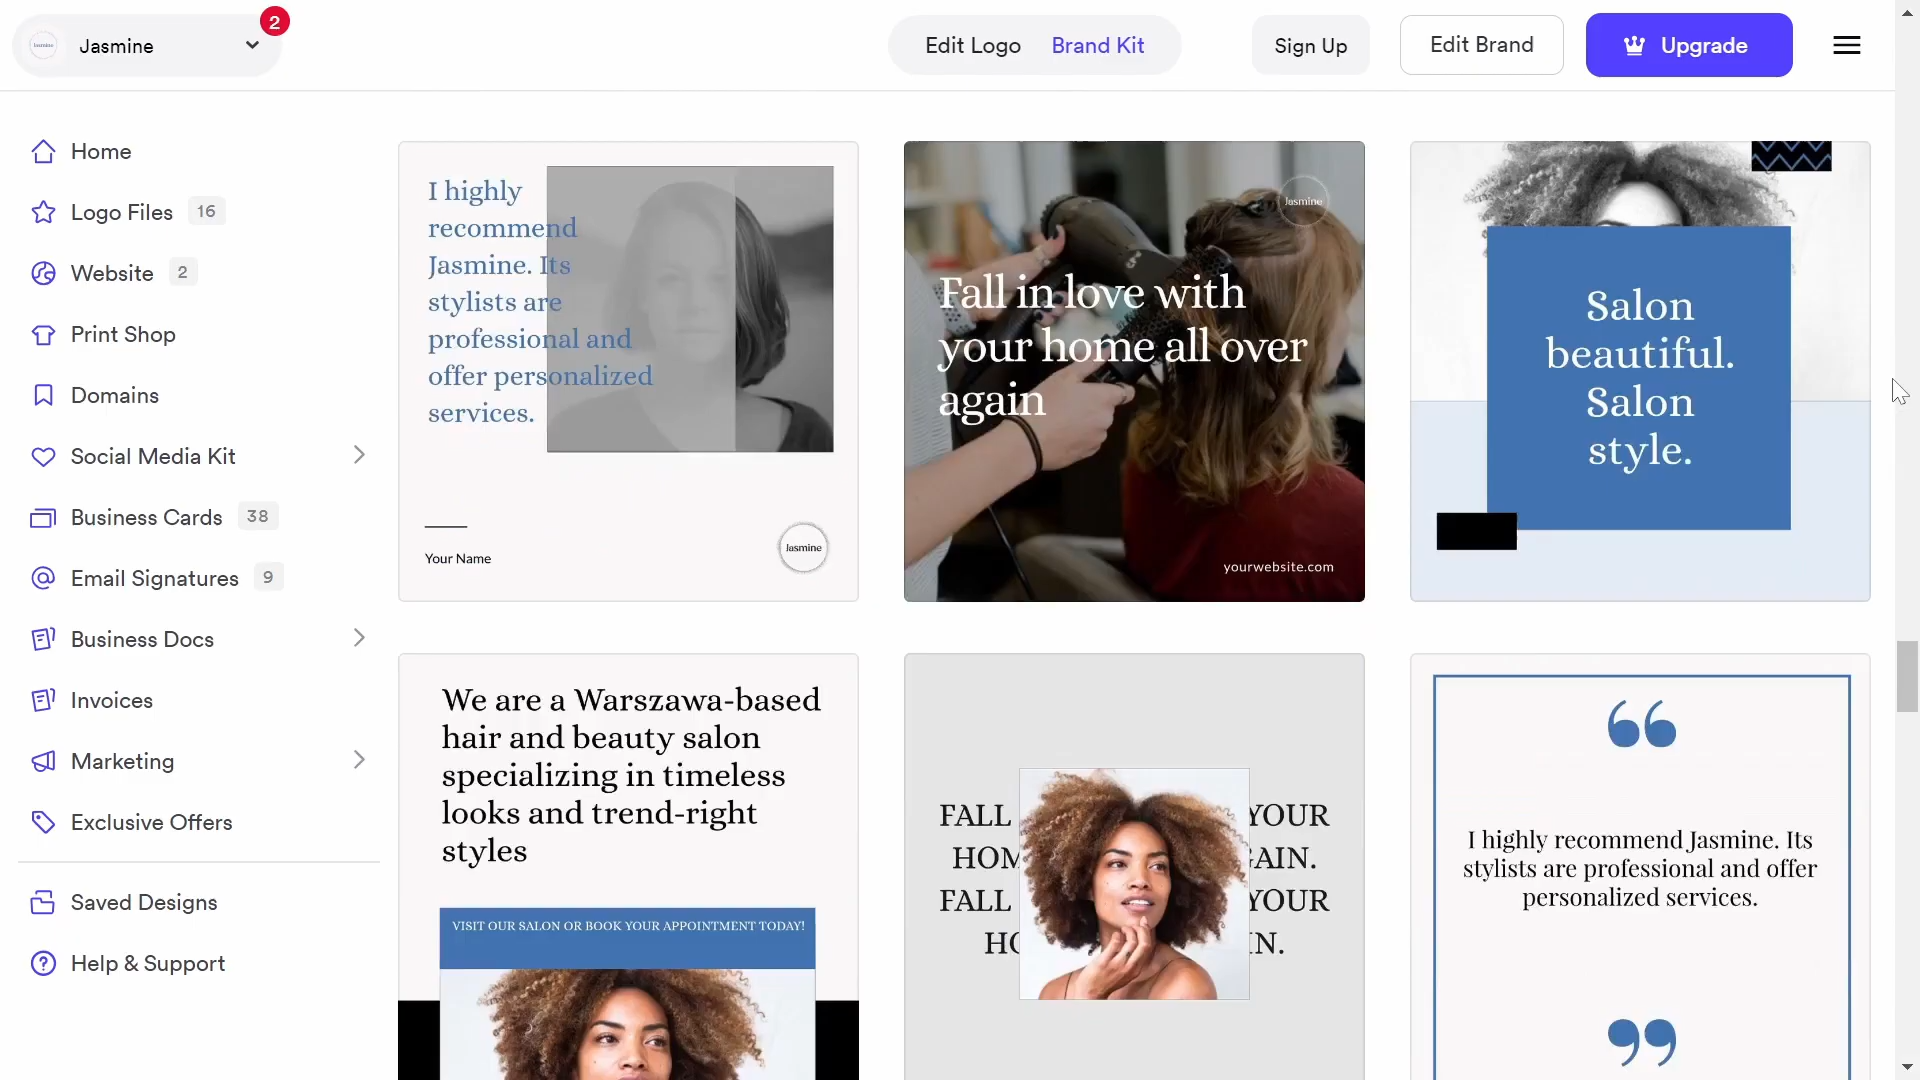 Jasmine
2
Edit Logo
Brand Kit
Sign Up
Edit Brand
Upgrade
Home
Logo Files 16
Website 2
Print Shop
Domains
Social Media Kit
Business Cards 38
Email Signatures 9
Business Docs
Invoices
Marketing
Exclusive Offers
Saved Designs
Help & Support
I highly
recommend
Jasmine. Its
stylists are
professional and
offer personalized
services.
Your Name
Jasmine
Jasmine
Fall in love with
your home all over
again
yourwebsite.com
Salon
beautiful.
Salon
style.
We are a Warszawa-based
hair and beauty salon
specializing in timeless
looks and trend-right
styles
VISIT OUR SALON OR BOOK YOUR APPOINTMENT TODAY!
FALL YOUR
FALL YOUR
“
I highly recommend Jasmine. Its
stylists are professional and offer
personalized services.
”